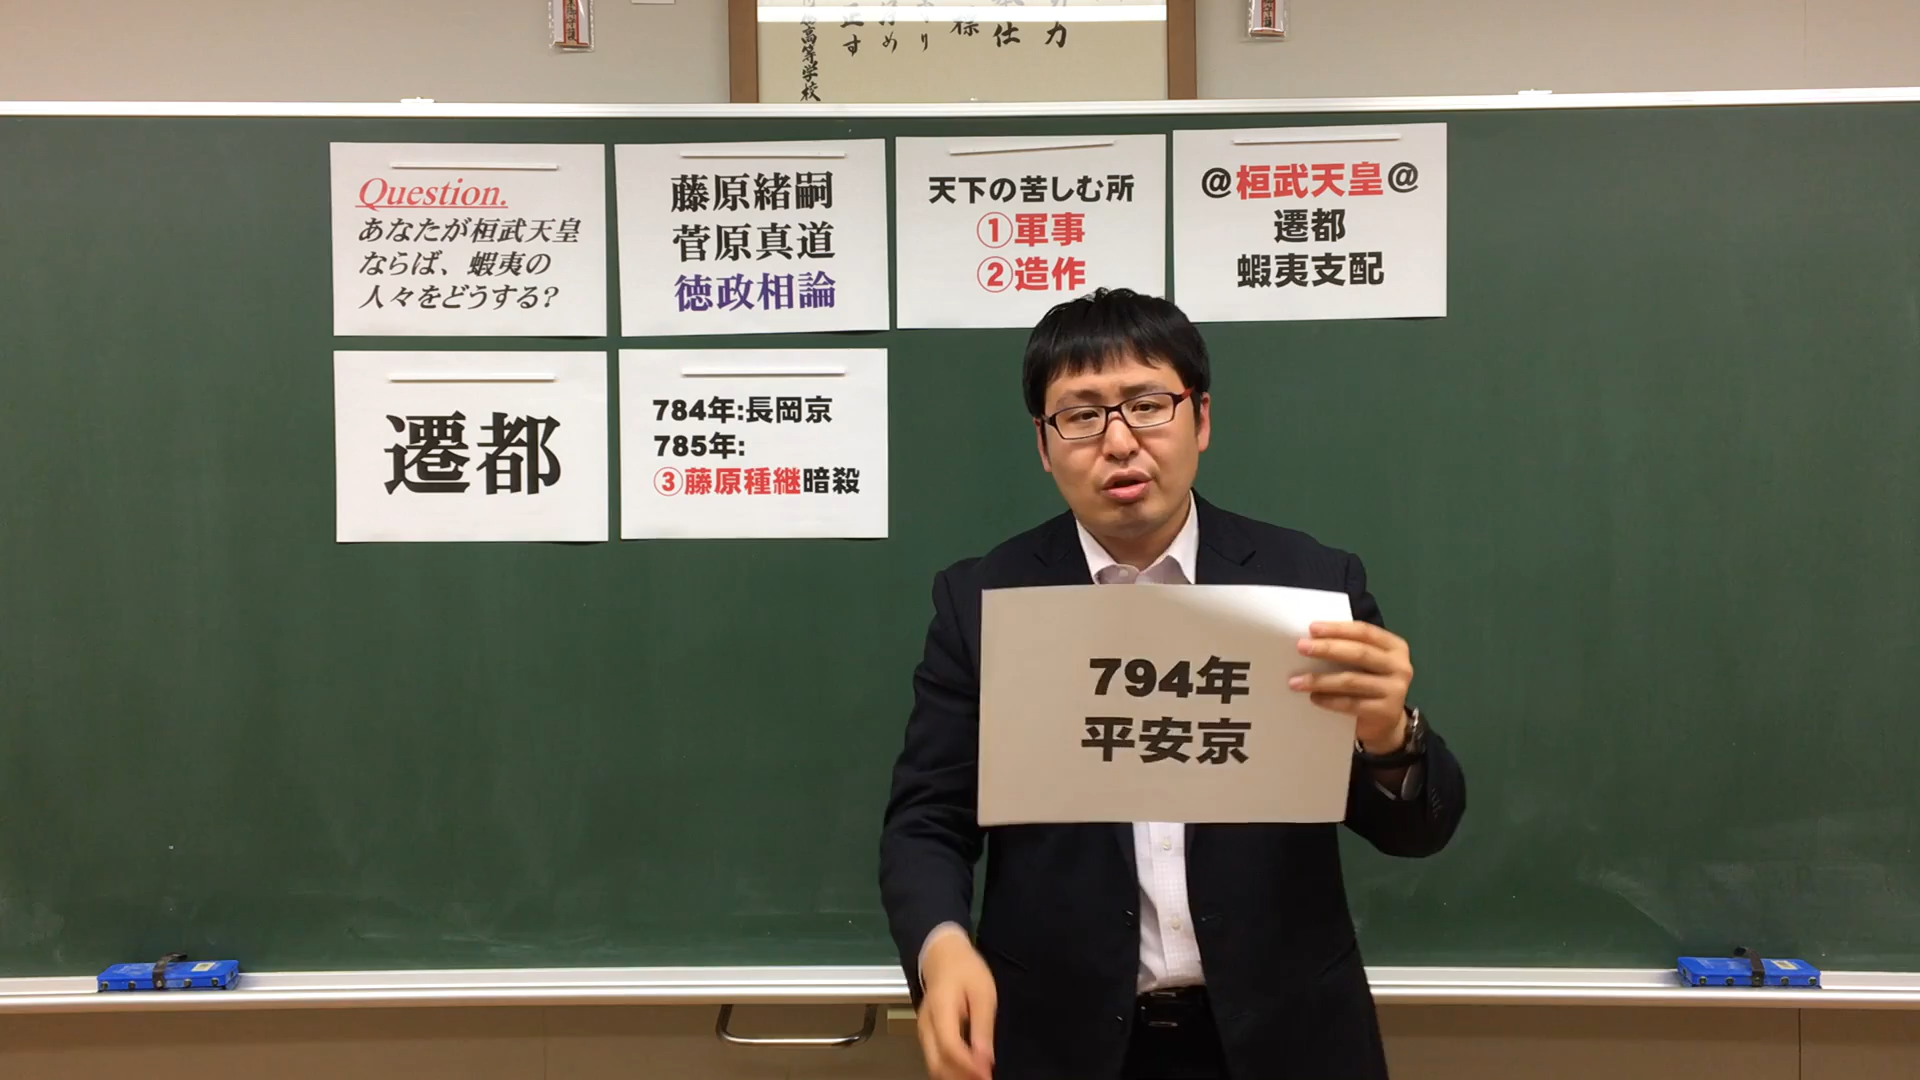 高等学校
Question.
あなたが桓武天皇
ならば、蝦夷の
人々をどうする?
藤原緒嗣
菅原真道
徳政相論
天下の苦しむ所
①軍事
②造作
@桓武天皇@
遷都
蝦夷支配
遷都
784年:長岡京
785年:
③藤原種継暗殺
794年
平安京